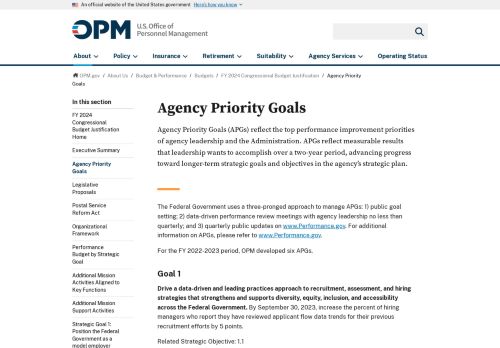 An official website of the United States government Here's how you know
OPM U.S. Office of
Personnel Management
About Policy Insurance Retirement Suitability Agency Services Operating Status
OPM.gov / About Us / Budget & Performance / Budgets / FY 2024 Congressional Budget Justification / Agency Priority
Goals
In this section
FY 2024
Congressional
Budget Justification
Home
Executive Summary
Agency Priority
Goals
Legislative
Proposals
Postal Service
Reform Act
Organizational
Framework
Performance
Budget by Strategic
Goal
Additional Mission
Activities Aligned to
Key Functions
Additional Mission
Support Activities
Strategic Goal 1:
Position the Federal
Government as a
model employer
Agency Priority Goals
Agency Priority Goals (APGs) reflect the top performance improvement priorities
of agency leadership and the Administration. APGs reflect measurable results
that leadership wants to accomplish over a two-year period, advancing progress
toward longer-term strategic goals and objectives in the agency's strategic plan.
The Federal Government uses a three-pronged approach to manage APGs: 1) public goal
setting; 2) data-driven performance review meetings with agency leadership no less than
quarterly; and 3) quarterly public updates on www.Performance.gov. For additional
information on APGs, please refer to www.Performance.gov.
For the FY 2022-2023 period, OPM developed six APGs.
Goal 1
Drive a data-driven and leading practices approach to recruitment, assessment, and hiring
strategies that strengthens and supports diversity, equity, inclusion, and accessibility
across the Federal Government. By September 30, 2023, increase the percent of hiring
managers who report they have reviewed applicant flow data trends for their previous
recruitment efforts by 5 points.
Related Strategic Objective: 1.1